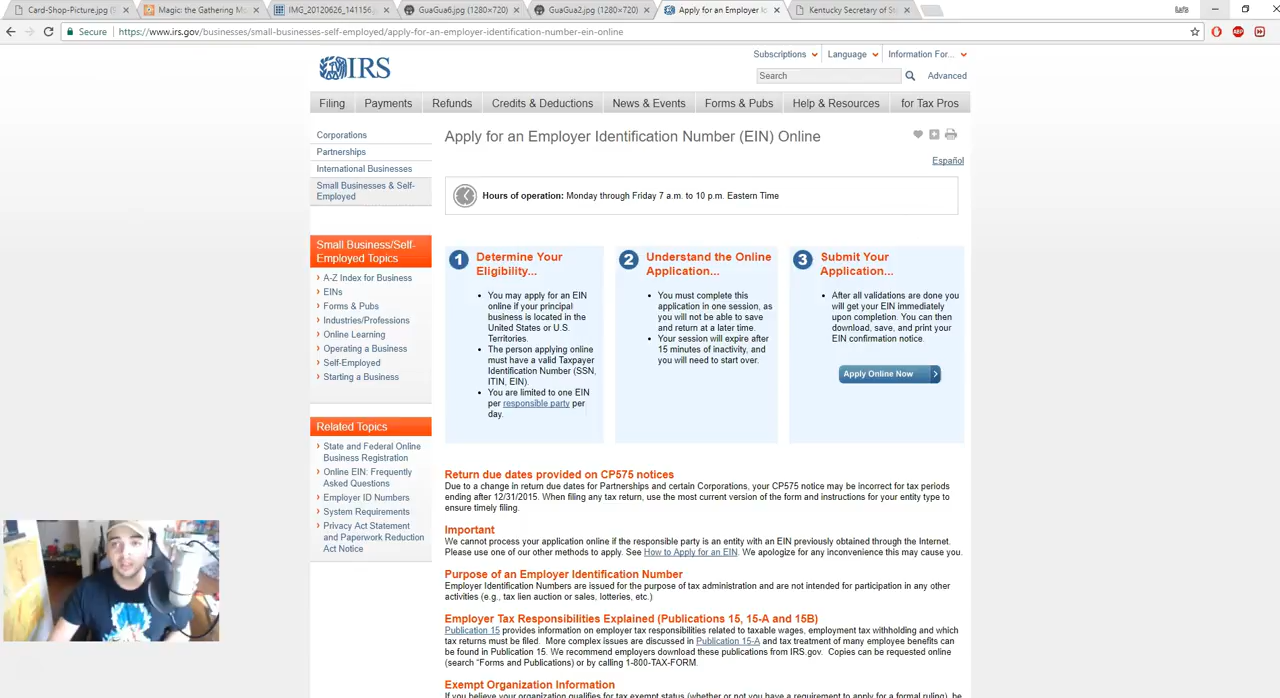 Card-Shop-Picture.jpg
Magic: the Gathering M
IMG_20120626_141156
GuaGua6.jpg (1280×720)
GuaGua2.jpg (1280×720)
Apply for an Employer Id
Kentucky Secretary of St
Secure
https://www.irs.gov/businesses/small-businesses-self-employed/apply-for-an-employer-identification-number-ein-online
ABP
Subscriptions
Language
Information For...
IRS
Search
Advanced
Filing
Payments
Refunds
Credits & Deductions
News & Events
Forms & Pubs
Help & Resources
for Tax Pros
Corporations
Partnerships
International Businesses
Small Businesses & Self-
Employed
Small Business/Self-
Employed Topics
A-Z Index for Business
EINs
Forms & Pubs
Industries/Professions
Online Learning
Operating a Business
Self-Employed
Starting a Business
Related Topics
State and Federal Online
Business Registration
Online EIN: Frequently
Asked Questions
Employer ID Numbers
System Requirements
Privacy Act Statement
and Paperwork Reduction
Act Notice
Apply for an Employer Identification Number (EIN) Online
Español
Hours of operation: Monday through Friday 7 a.m. to 10 p.m. Eastern Time
1
Determine Your
Eligibility...
You may apply for an EIN
online if your principal
business is located in the
United States or U.S.
Territories.
The person applying online
must have a valid Taxpayer
Identification Number (SSN,
ITIN, EIN).
You are limited to one EIN
per responsible party per
day.
2
Understand the Online
Application...
You must complete this
application in one session, as
you will not be able to save
and return at a later time.
Your session will expire after
15 minutes of inactivity, and
you will need to start over.
3
Submit Your
Application...
After all validations are done you
will get your EIN immediately
upon completion. You can then
download, save, and print your
EIN confirmation notice.
Apply Online Now
Return due dates provided on CP575 notices
Due to a change in return due dates for Partnerships and certain Corporations, your CP575 notice may be incorrect for tax periods
ending after 12/31/2015. When filing any tax return, use the most current version of the form and instructions for your entity type to
ensure timely filing.
Important
We cannot process your application online if the responsible party is an entity with an EIN previously obtained through the Internet.
Please use one of our other methods to apply. See How to Apply for an EIN. We apologize for any inconvenience this may cause you.
Purpose of an Employer Identification Number
Employer Identification Numbers are issued for the purpose of tax administration and are not intended for participation in any other
activities (e.g., tax lien auction or sales, lotteries, etc.)
Employer Tax Responsibilities Explained (Publications 15, 15-A and 15B)
Publication 15 provides information on employer tax responsibilities related to taxable wages, employment tax withholding and which
tax returns must be filed. More complex issues are discussed in Publication 15-A and tax treatment of many employee benefits can
be found in Publication 15. We recommend employers download these publications from IRS.gov. Copies can be requested online
(search "Forms and Publications) or by calling 1-800-TAX-FORM.
Exempt Organization Information
If you believe your organization qualifies for tax exempt status (whether or not you have a requirement to apply for a formal ruling), be